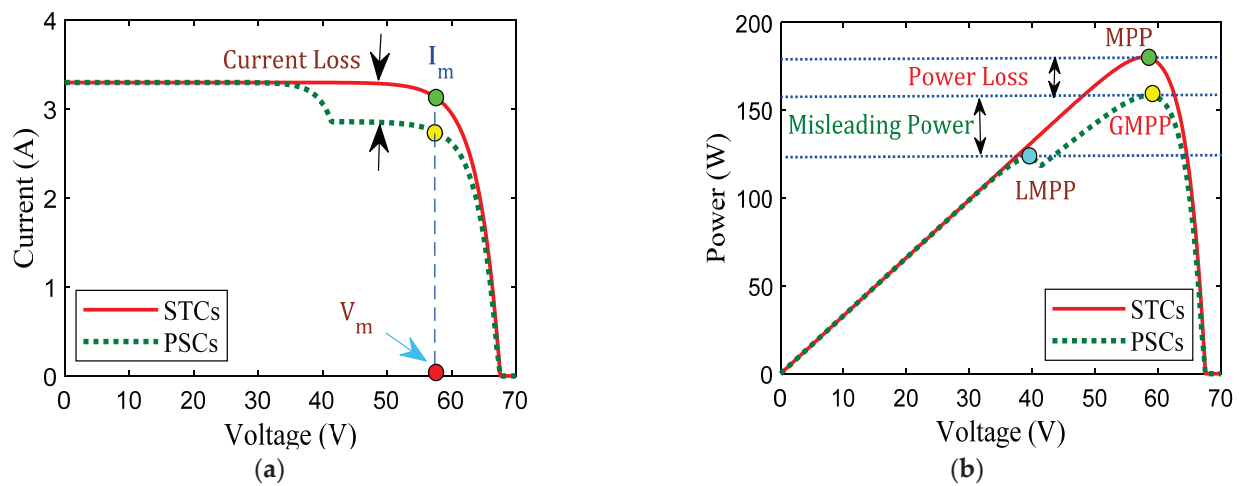 4
3
2
1
0
Current (A)
Current Loss
I
m
V
m
STCs
PSCs
0 10 20 30 40 50 60 70
Voltage (V)
(a)
200
150
100
50
0
Power (W)
MPP
Power Loss
Misleading Power
GMPP
LMPP
STCs
PSCs
0 10 20 30 40 50 60 70
Voltage (V)
(b)